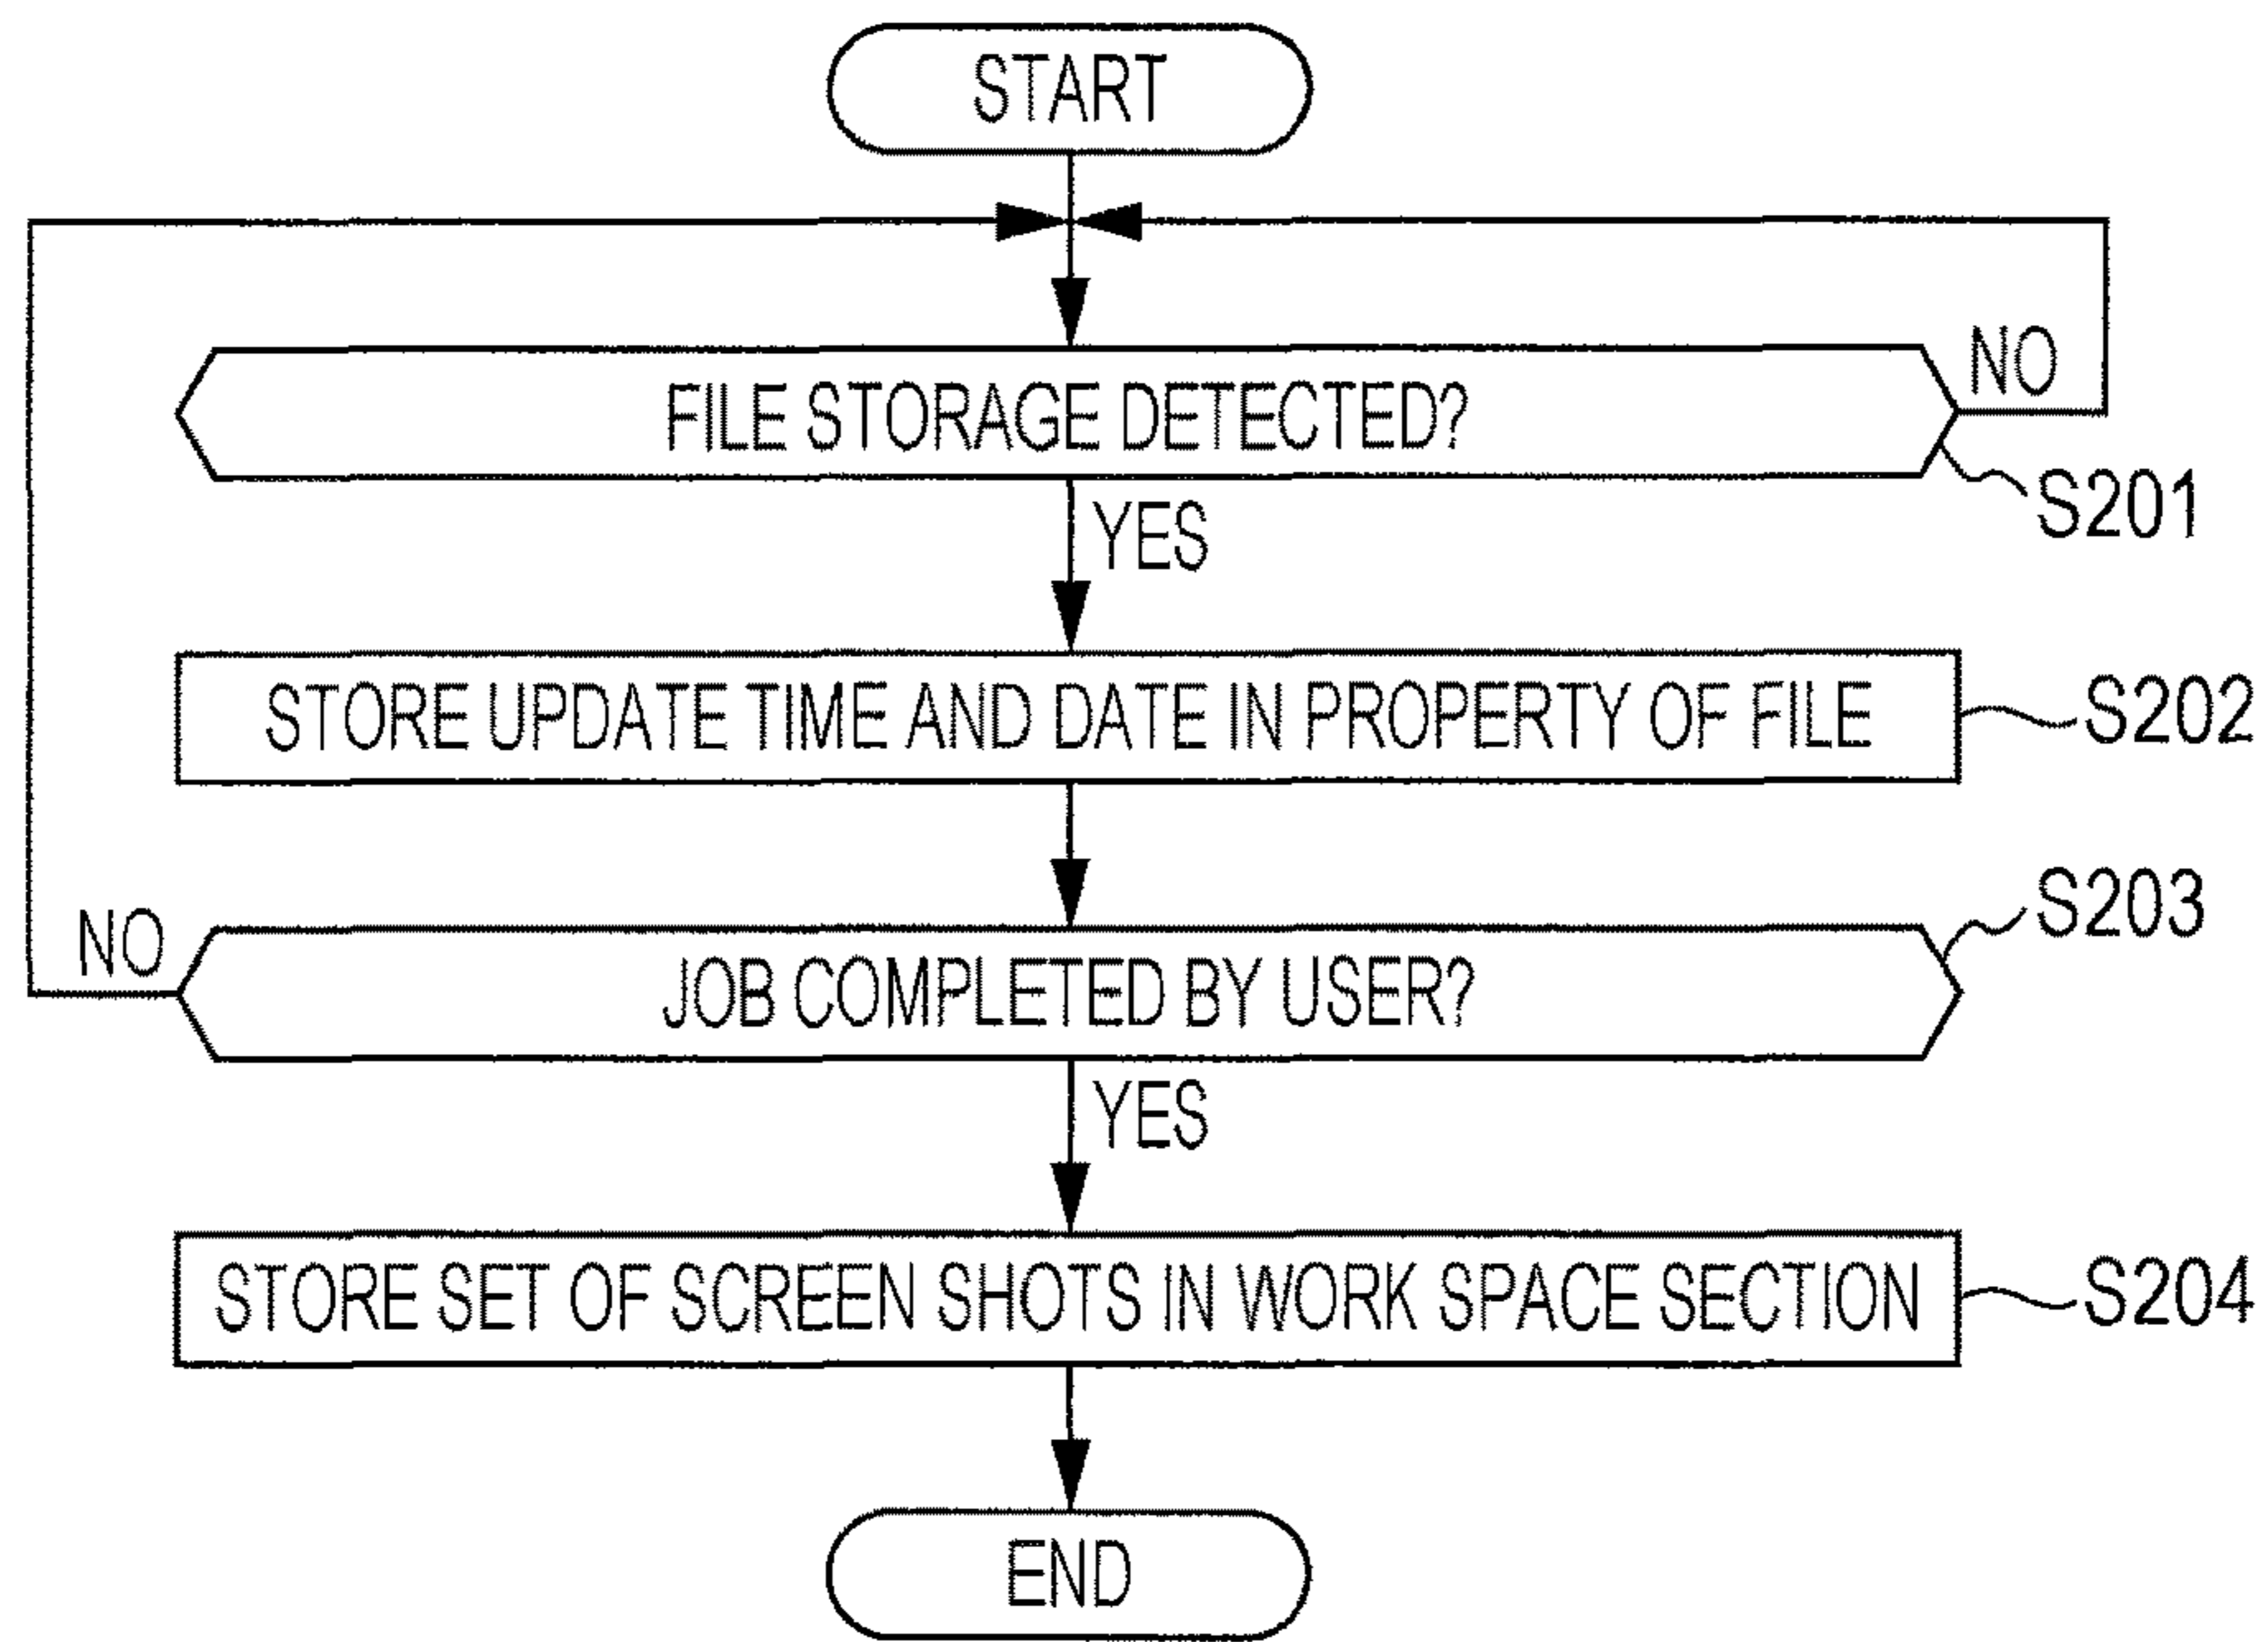 START
FILE STORAGE DETECTED?
NO
S201
YES
STORE UPDATE TIME AND DATE IN PROPERTY OF FILE
S202
S203
NO
JOB COMPLETED BY USER?
YES
STORE SET OF SCREEN SHOTS IN WORK SPACE SECTION
S204
END